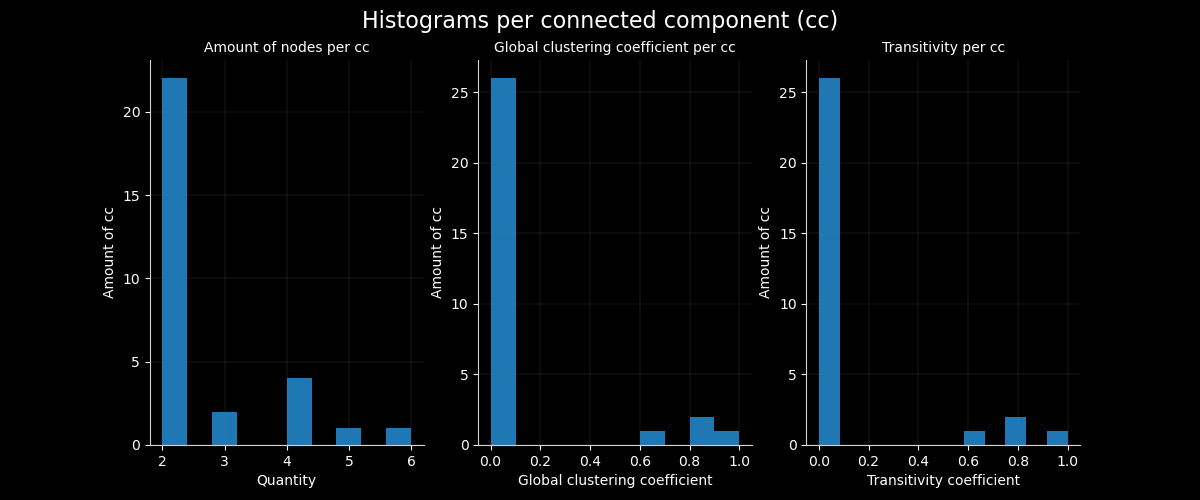 Histograms per connected component (cc)
Amount of nodes per cc
Global clustering coefficient per cc
Transitivity per cc
20
15
10
5
0
Amount of cc
2 3 4 5 6
Quantity
25
20
15
10
5
0
Amount of cc
0.0 0.2 0.4 0.6 0.8 1.0
Global clustering coefficient
25
20
15
10
5
0
Amount of cc
0.0 0.2 0.4 0.6 0.8 1.0
Transitivity coefficient